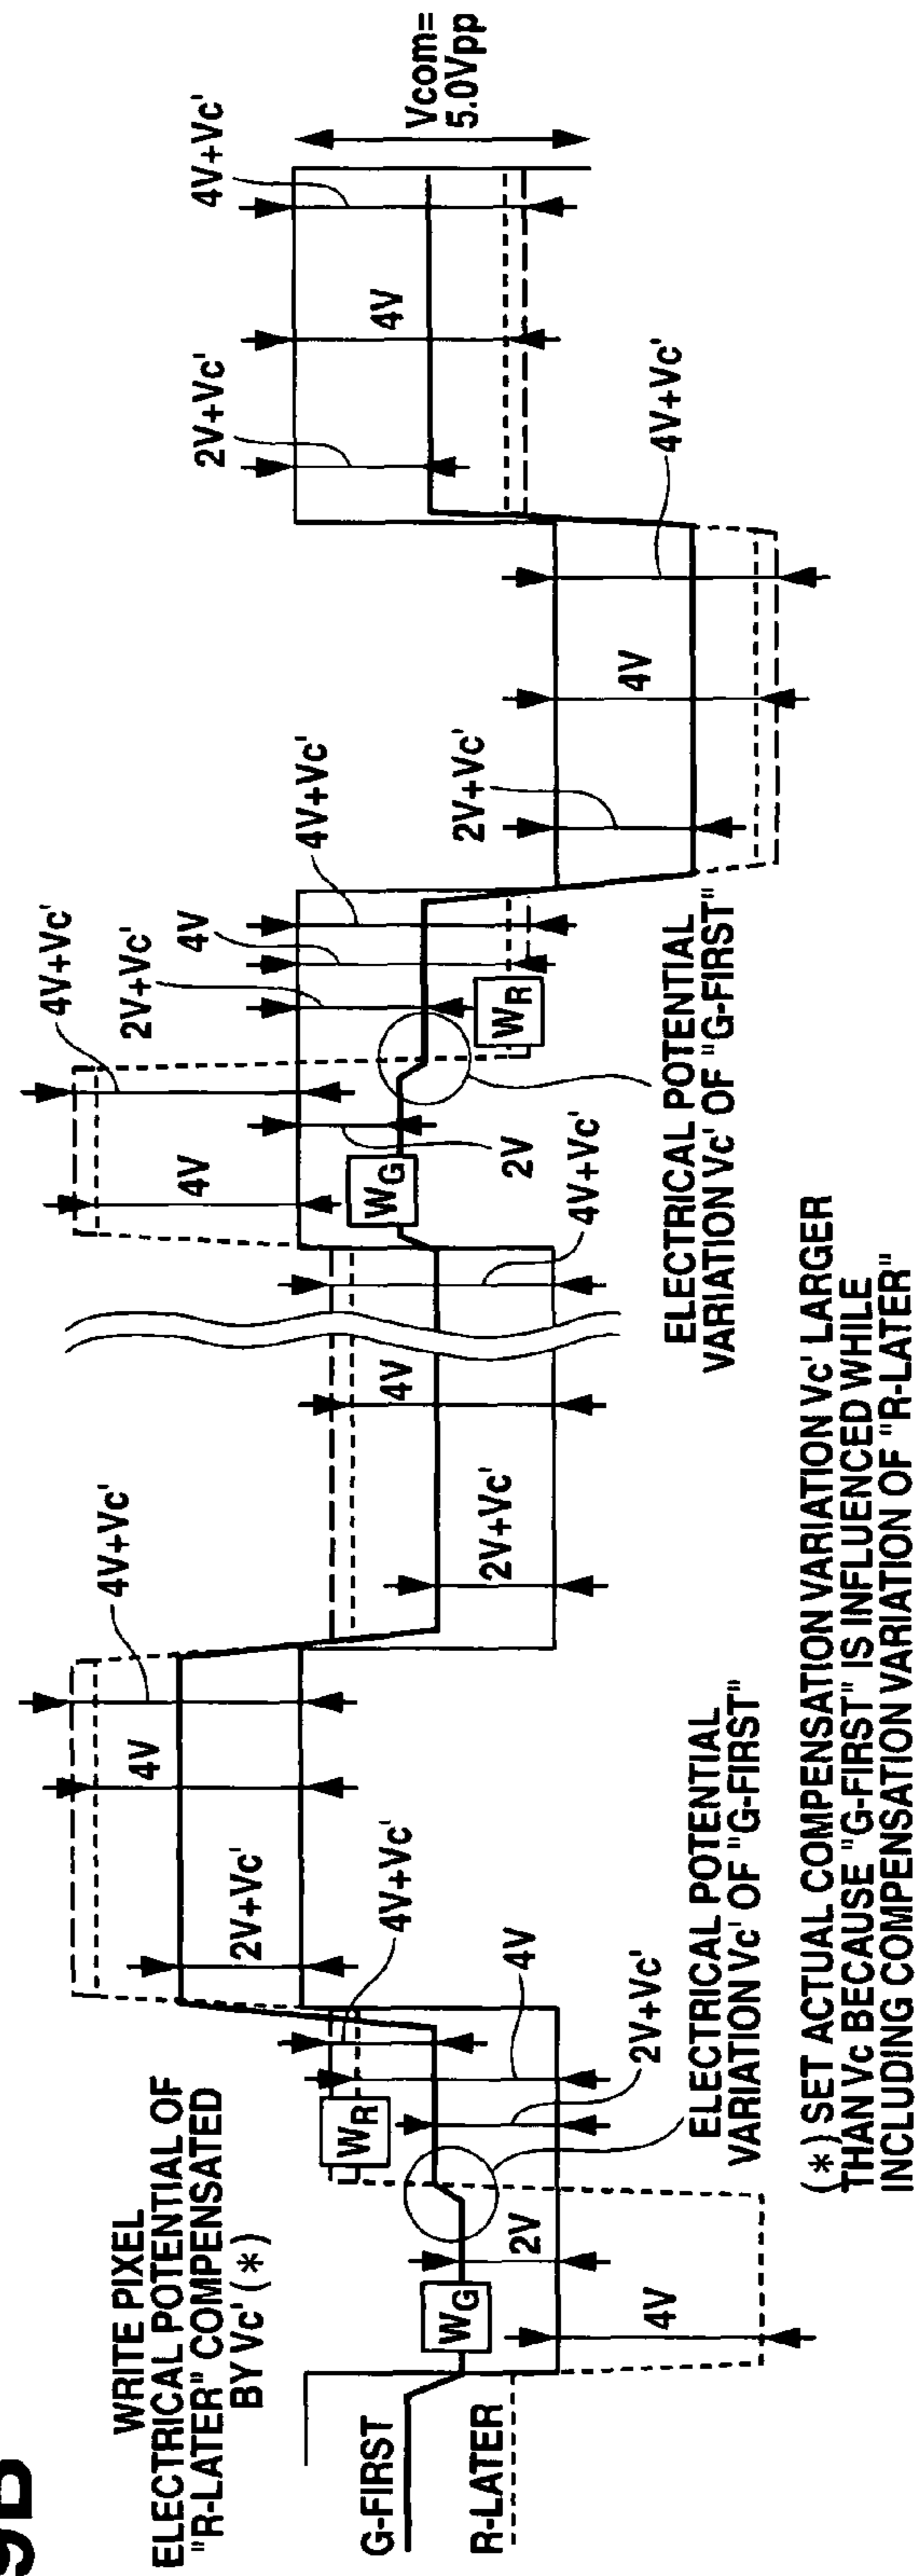 9B
WRITE PIXEL
ELECTRICAL POTENTIAL OF
"R-LATER" COMPENSATED
BY Vc' (*)
G-FIRST
R-LATER
WG
4V
2V
WR
ELECTRICAL POTENTIAL
VARIATION Vc' OF "G-FIRST"
2V+Vc'
4V
4V+Vc'
2V+Vc'
4V
4V+Vc'
2V+Vc'
4V
4V+Vc'
WG
4V
2V
4V+Vc'
WR
ELECTRICAL POTENTIAL
VARIATION Vc' OF "G-FIRST"
2V+Vc'
4V
4V+Vc'
2V+Vc'
4V
4V+Vc'
2V+Vc'
4V
4V+Vc'
Vcom=
5.0Vpp
(*) SET ACTUAL COMPENSATION VARIATION Vc' LARGER
THAN Vc BECAUSE "G-FIRST" IS INFLUENCED WHILE
INCLUDING COMPENSATION VARIATION OF "R-LATER"